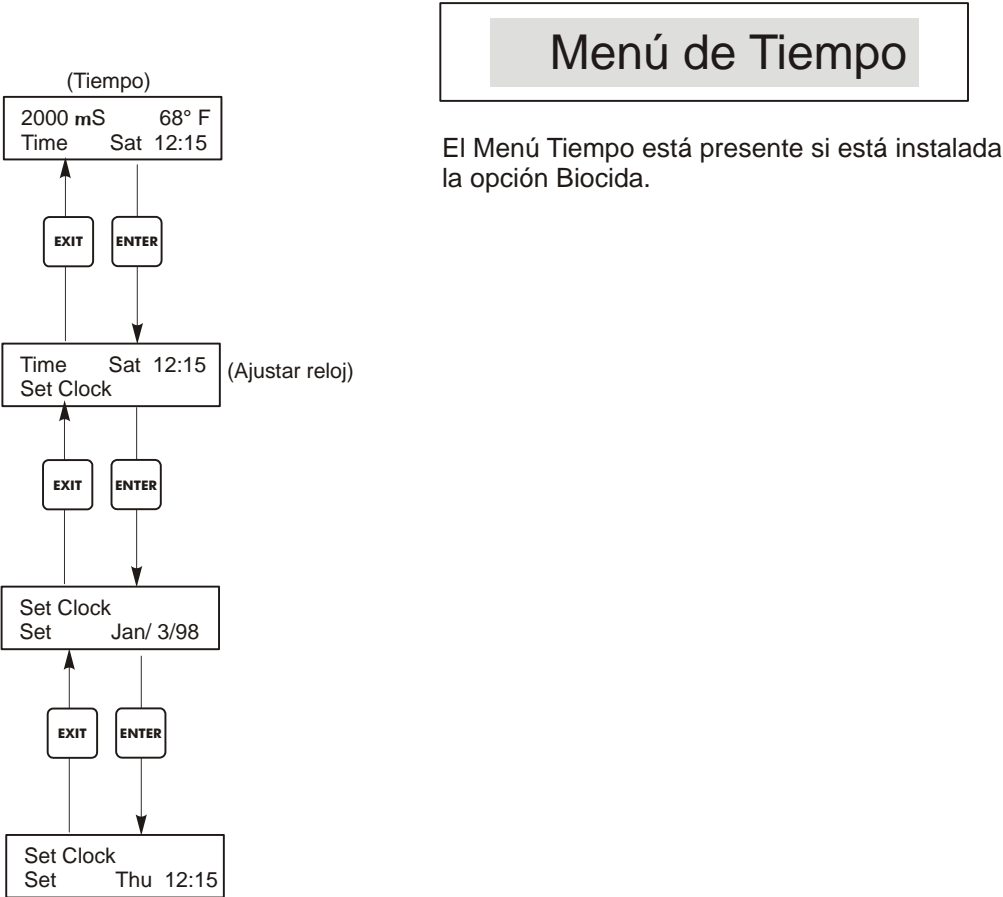 Menú de Tiempo
El Menú Tiempo está presente si está instalada
la opción Biocida.
(Tiempo)
2000 mS 68° F
Time Sat 12:15
EXIT ENTER
Time Sat 12:15
Set Clock
(Ajustar reloj)
EXIT ENTER
Set Clock
Set Jan/ 3/98
EXIT ENTER
Set Clock
Set Thu 12:15